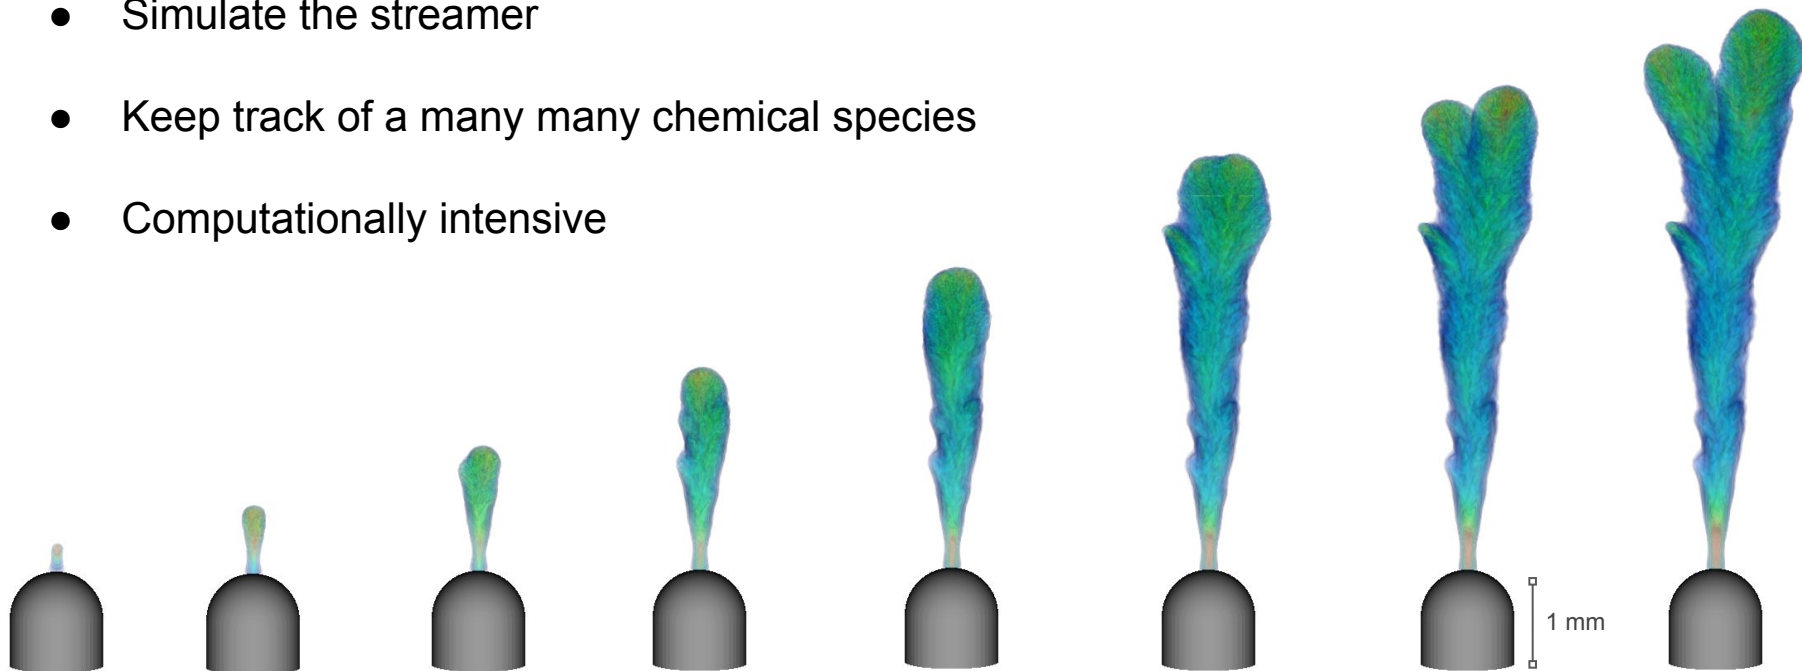 ● Simulate the streamer
● Keep track of a many many chemical species
● Computationally intensive
1 mm